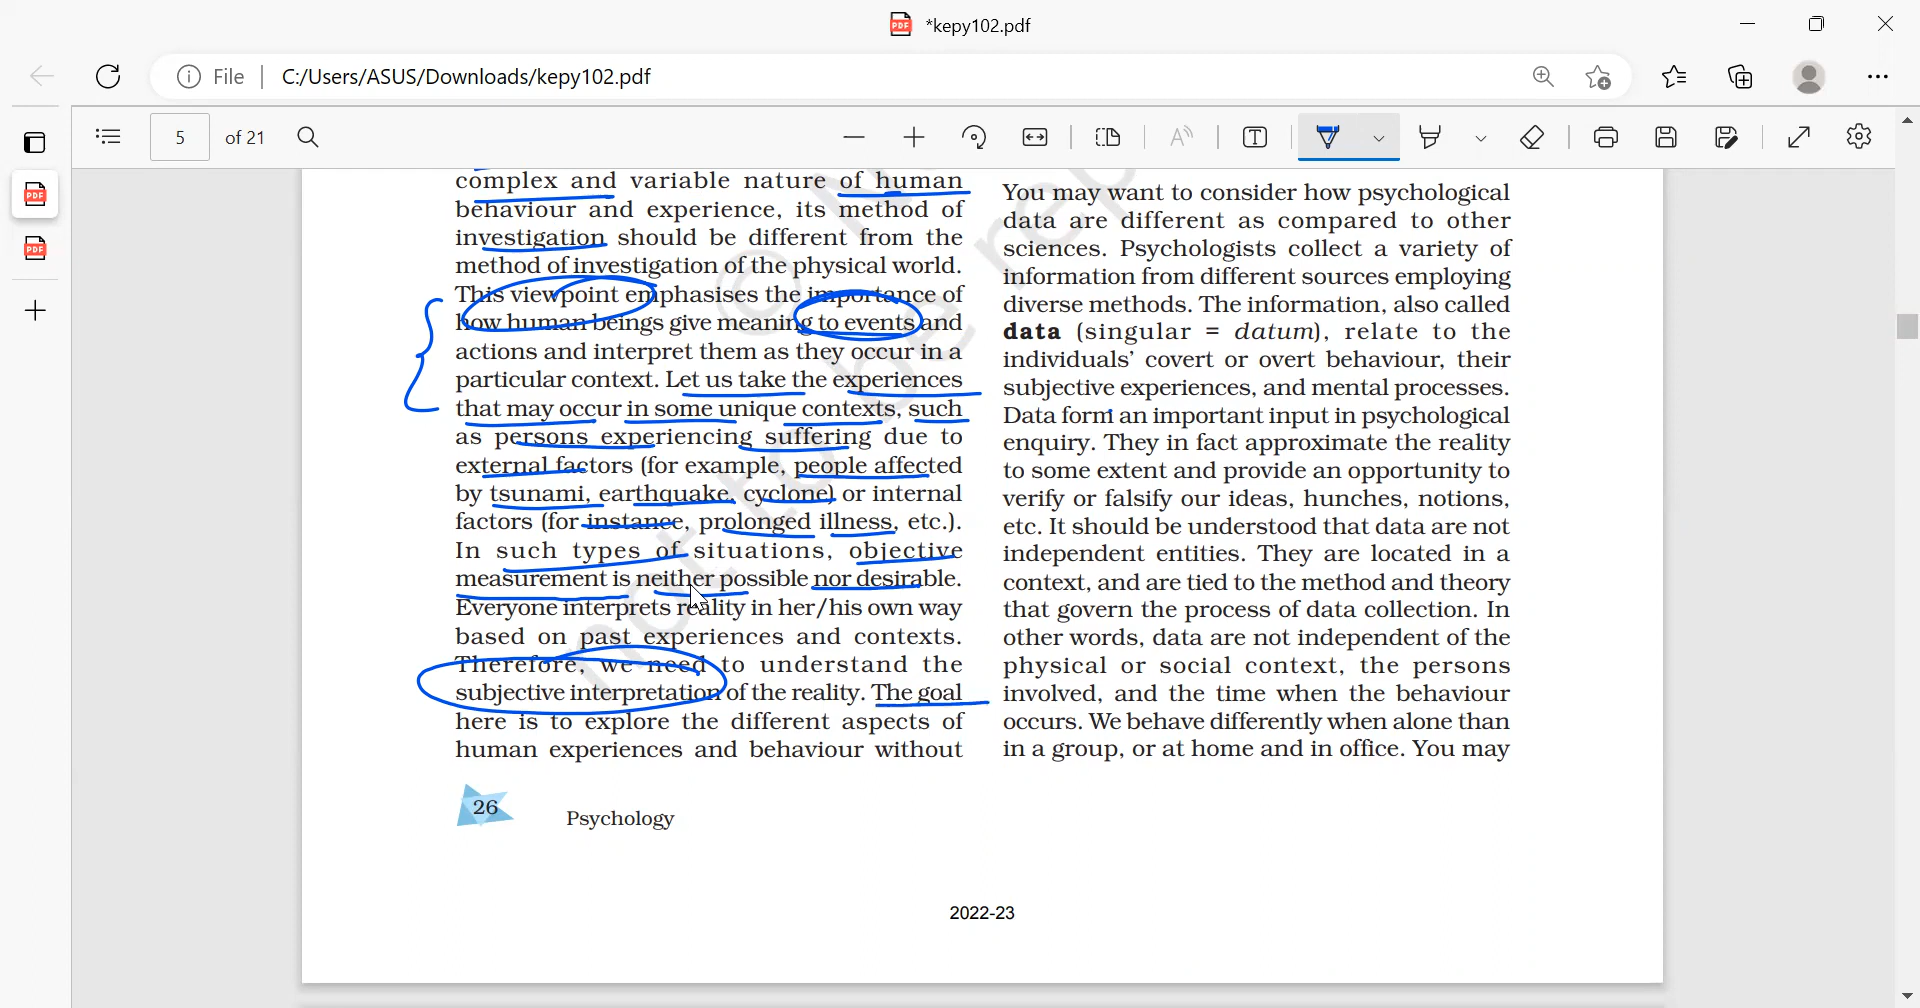 *kepy102.pdf
File
C:/Users/ASUS/Downloads/kepy102.pdf
5 of 21
complex and variable nature of human
behaviour and experience, its method of
investigation should be different from the
method of investigation of the physical world.
This viewpoint emphasises the importance of
how human beings give meaning to events and
actions and interpret them as they occur in a
particular context. Let us take the experiences
that may occur in some unique contexts, such
as persons experiencing suffering due to
external factors (for example, people affected
by tsunami, earthquake, cyclone) or internal
factors (for instance, prolonged illness, etc.).
In such types of situations, objective
measurement is neither possible nor desirable.
Everyone interprets reality in her/his own way
based on past experiences and contexts.
Therefore, we need to understand the
subjective interpretation of the reality. The goal
here is to explore the different aspects of
human experiences and behaviour without
You may want to consider how psychological
data are different as compared to other
sciences. Psychologists collect a variety of
information from different sources employing
diverse methods. The information, also called
data (singular = datum), relate to the
individuals' covert or overt behaviour, their
subjective experiences, and mental processes.
Data form an important input in psychological
enquiry. They in fact approximate the reality
to some extent and provide an opportunity to
verify or falsify our ideas, hunches, notions,
etc. It should be understood that data are not
independent entities. They are located in a
context, and are tied to the method and theory
that govern the process of data collection. In
other words, data are not independent of the
physical or social context, the persons
involved, and the time when the behaviour
occurs. We behave differently when alone than
in a group, or at home and in office. You may
26
Psychology
2022-23